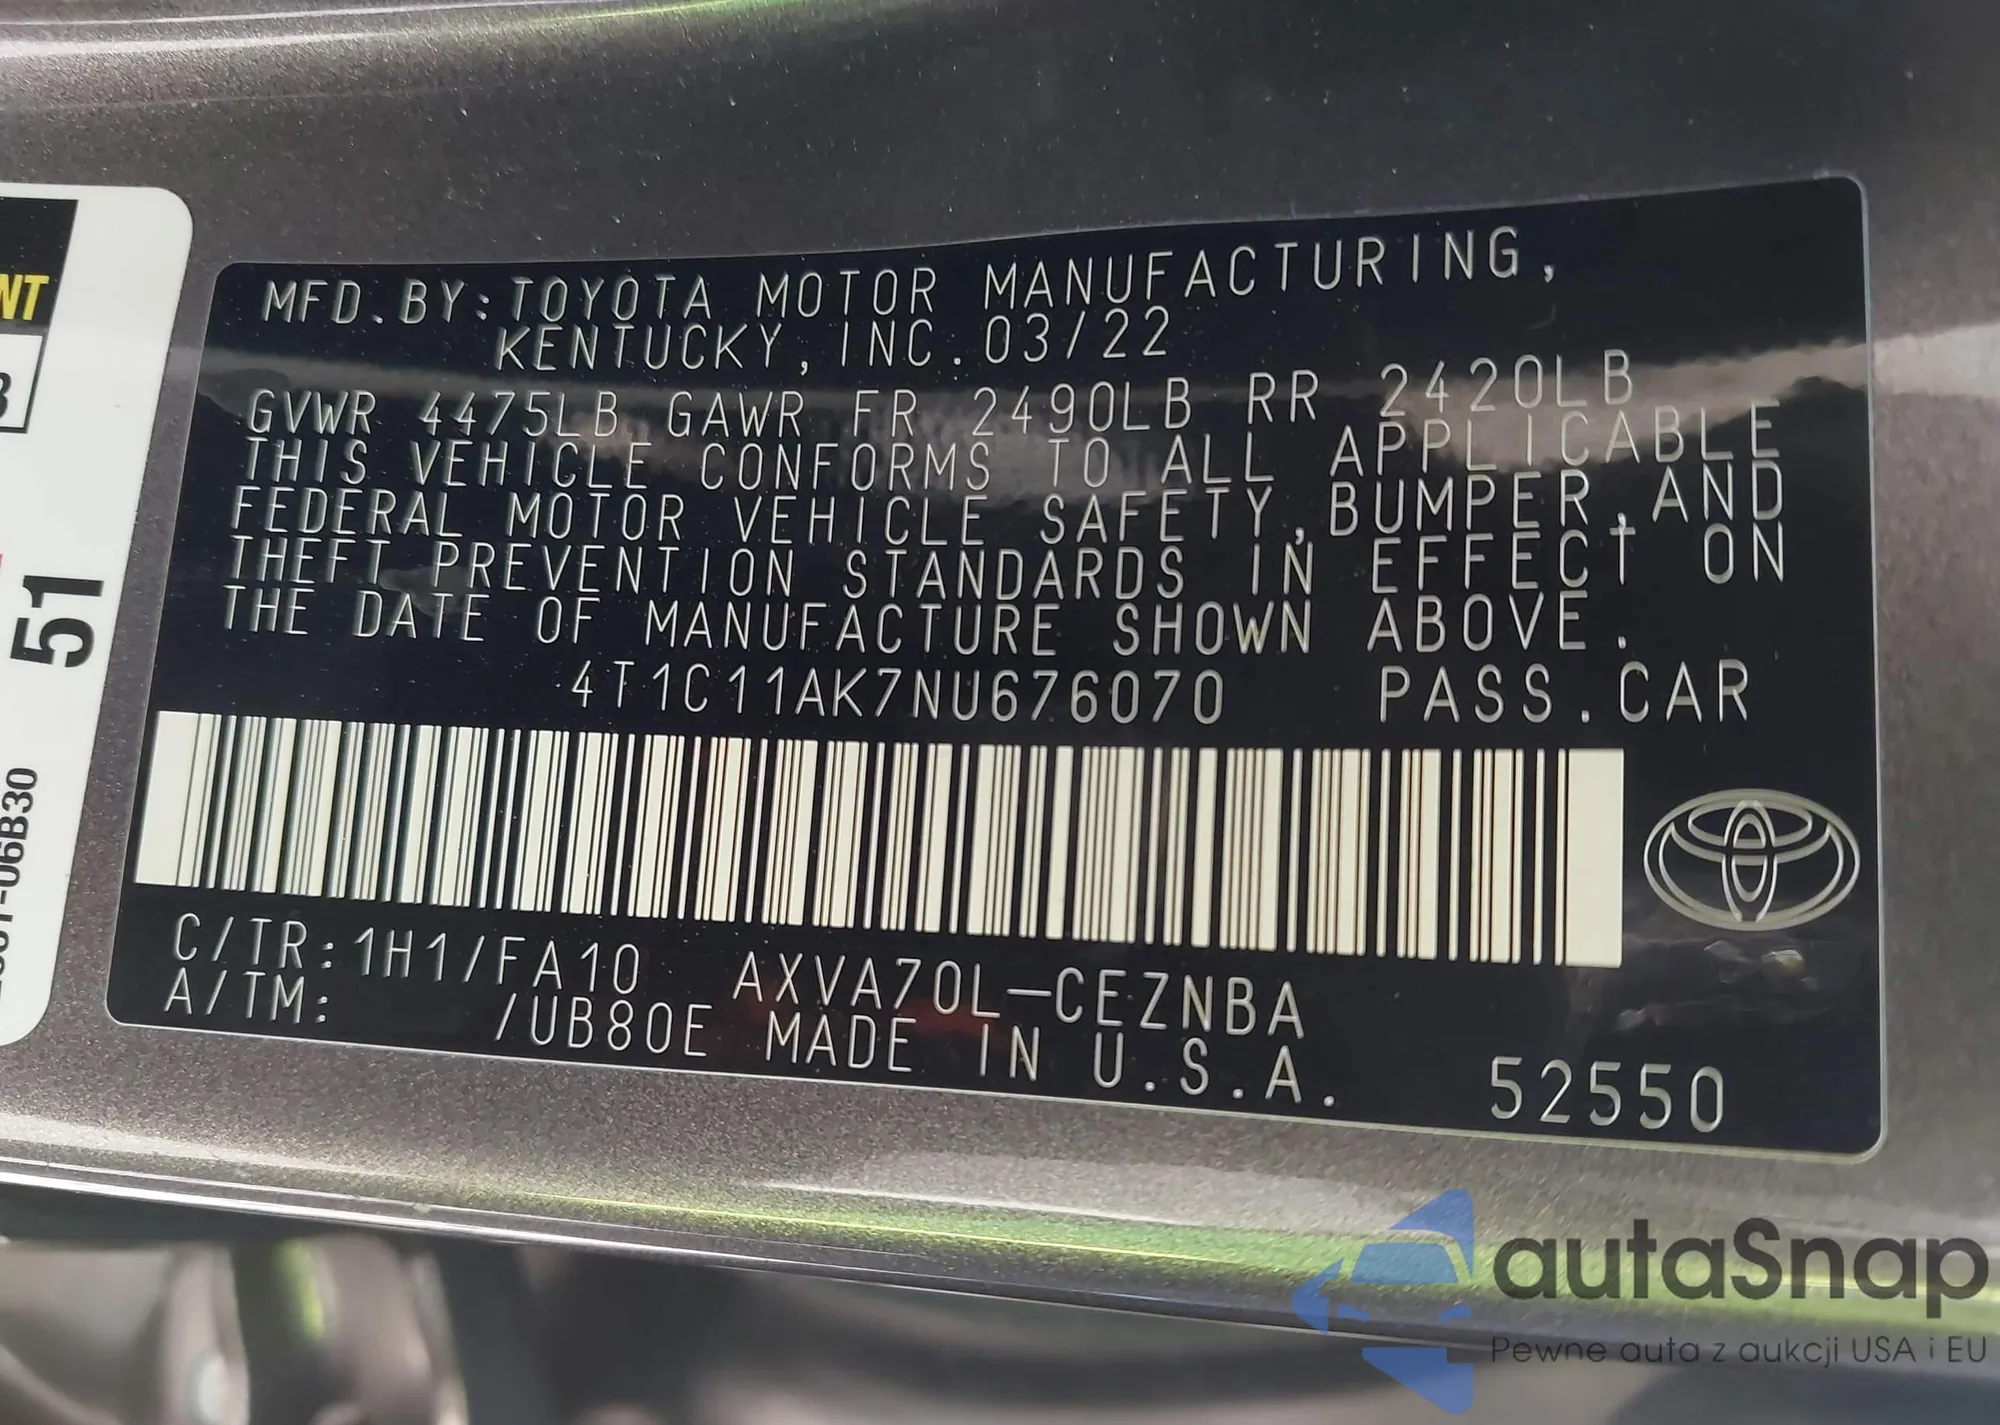 MFD.BY:TOYOTA MOTOR MANUFACTURING,
KENTUCKY, INC.03/22
GVWR 4475LB GAWR FR 2490LB RR 2420LB
THIS VEHICLE CONFORMS TO ALL APPLICABLE
FEDERAL MOTOR VEHICLE SAFETY,BUMPER,AND
THEFT PREVENTION STANDARDS IN EFFECT ON
THE DATE OF MANUFACTURE SHOWN ABOVE.
4T1C11AK7NU676070 PASS.CAR
C/TR:1H1/FA10 AXVA70L-CEZNBA
A/TM: /UB80E MADE IN U.S.A.
52550
NT
51
06B30
autaSnap
Pewne auta z aukcji USA i EU